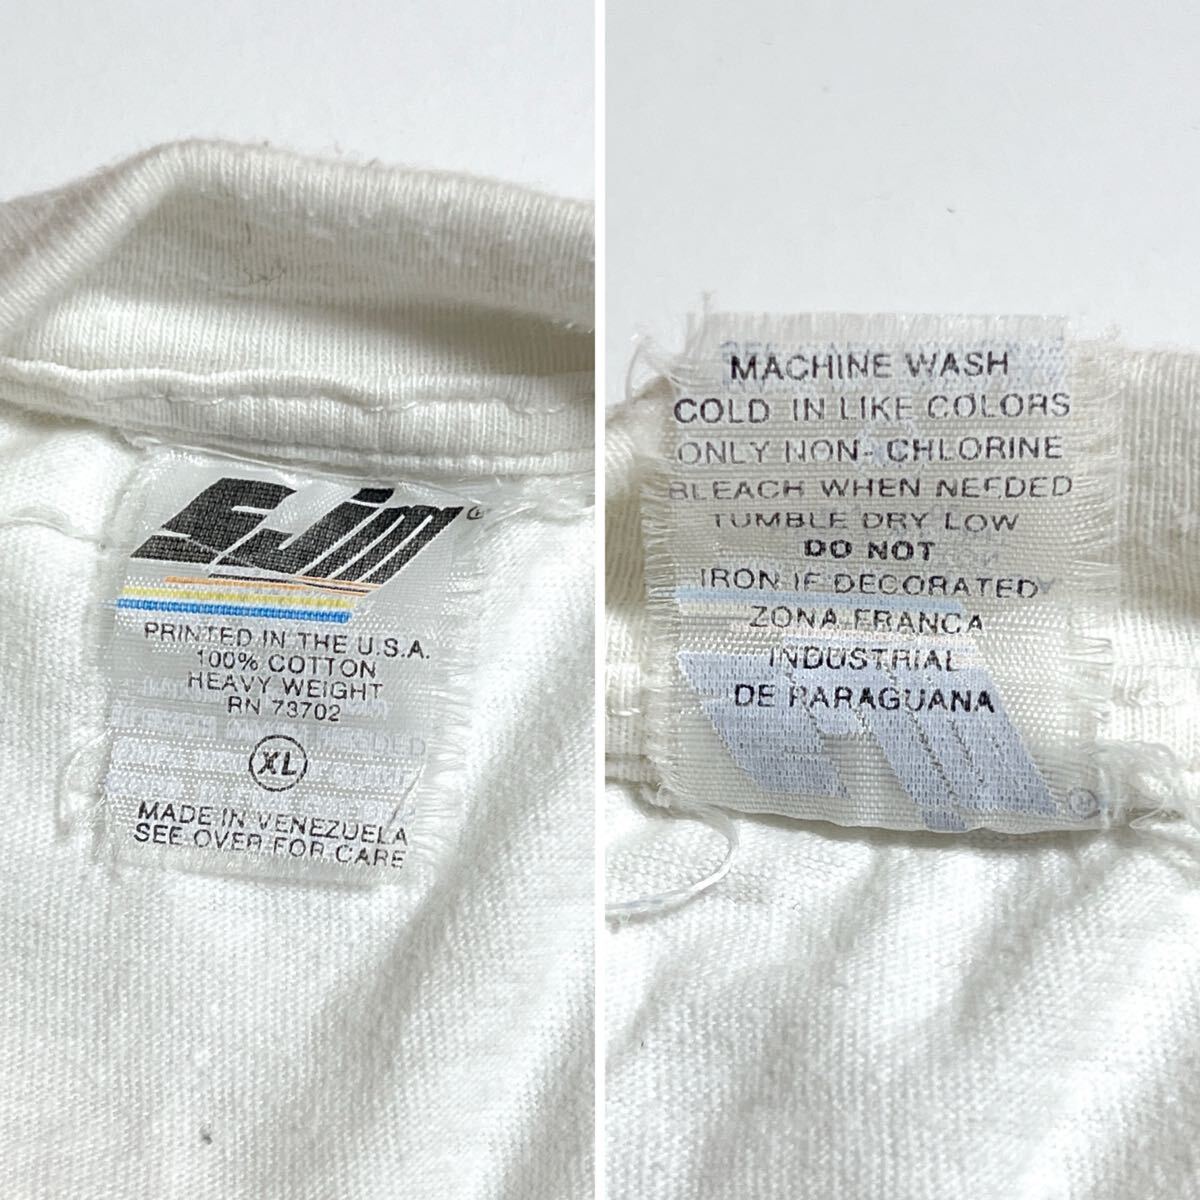 SJM®
PRINTED IN THE U.S.A.
100% COTTON
HEAVY WEIGHT
RN 73702
XL
MADE IN VENEZUELA
SEE OVER FOR CARE
MACHINE WASH
COLD IN LIKE COLORS
ONLY NON-CHLORINE
BLEACH WHEN NEEDED
TUMBLE DRY LOW
DO NOT
IRON IF DECORATED
ZONA FRANCA
INDUSTRIAL
DE PARAGUANA